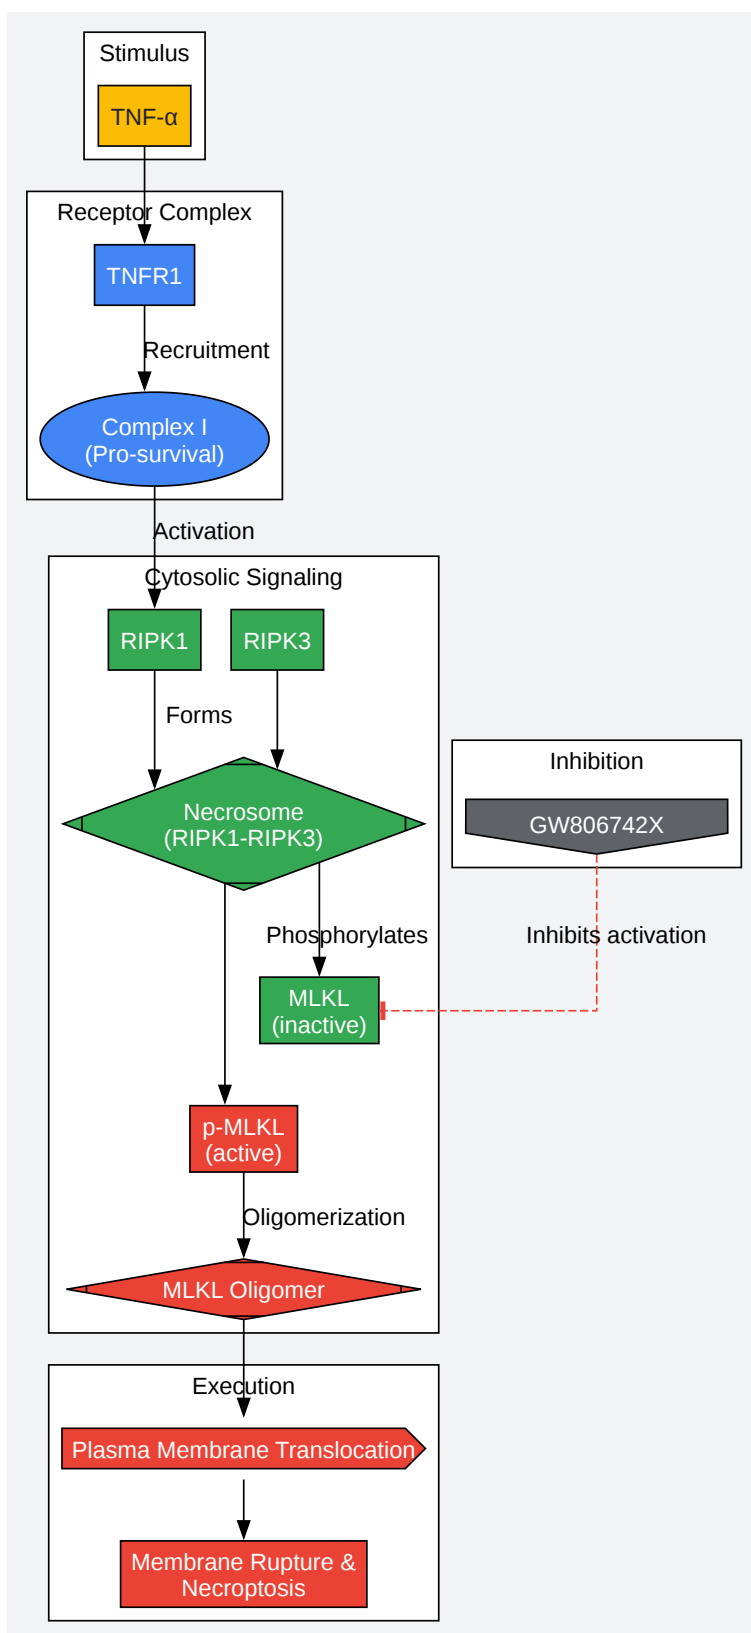 Stimulus
TNF-α
Receptor Complex
TNFR1
Recruitment
Complex I
(Pro-survival)
Activation
Cytosolic Signaling
RIPK1
RIPK3
Forms
Inhibition
Necrosome
(RIPK1-RIPK3)
GW806742X
Phosphorylates
Inhibits activation
MLKL
(inactive)
p-MLKL
(active)
Oligomerization
MLKL Oligomer
Execution
Plasma Membrane Translocation
Membrane Rupture &
Necroptosis